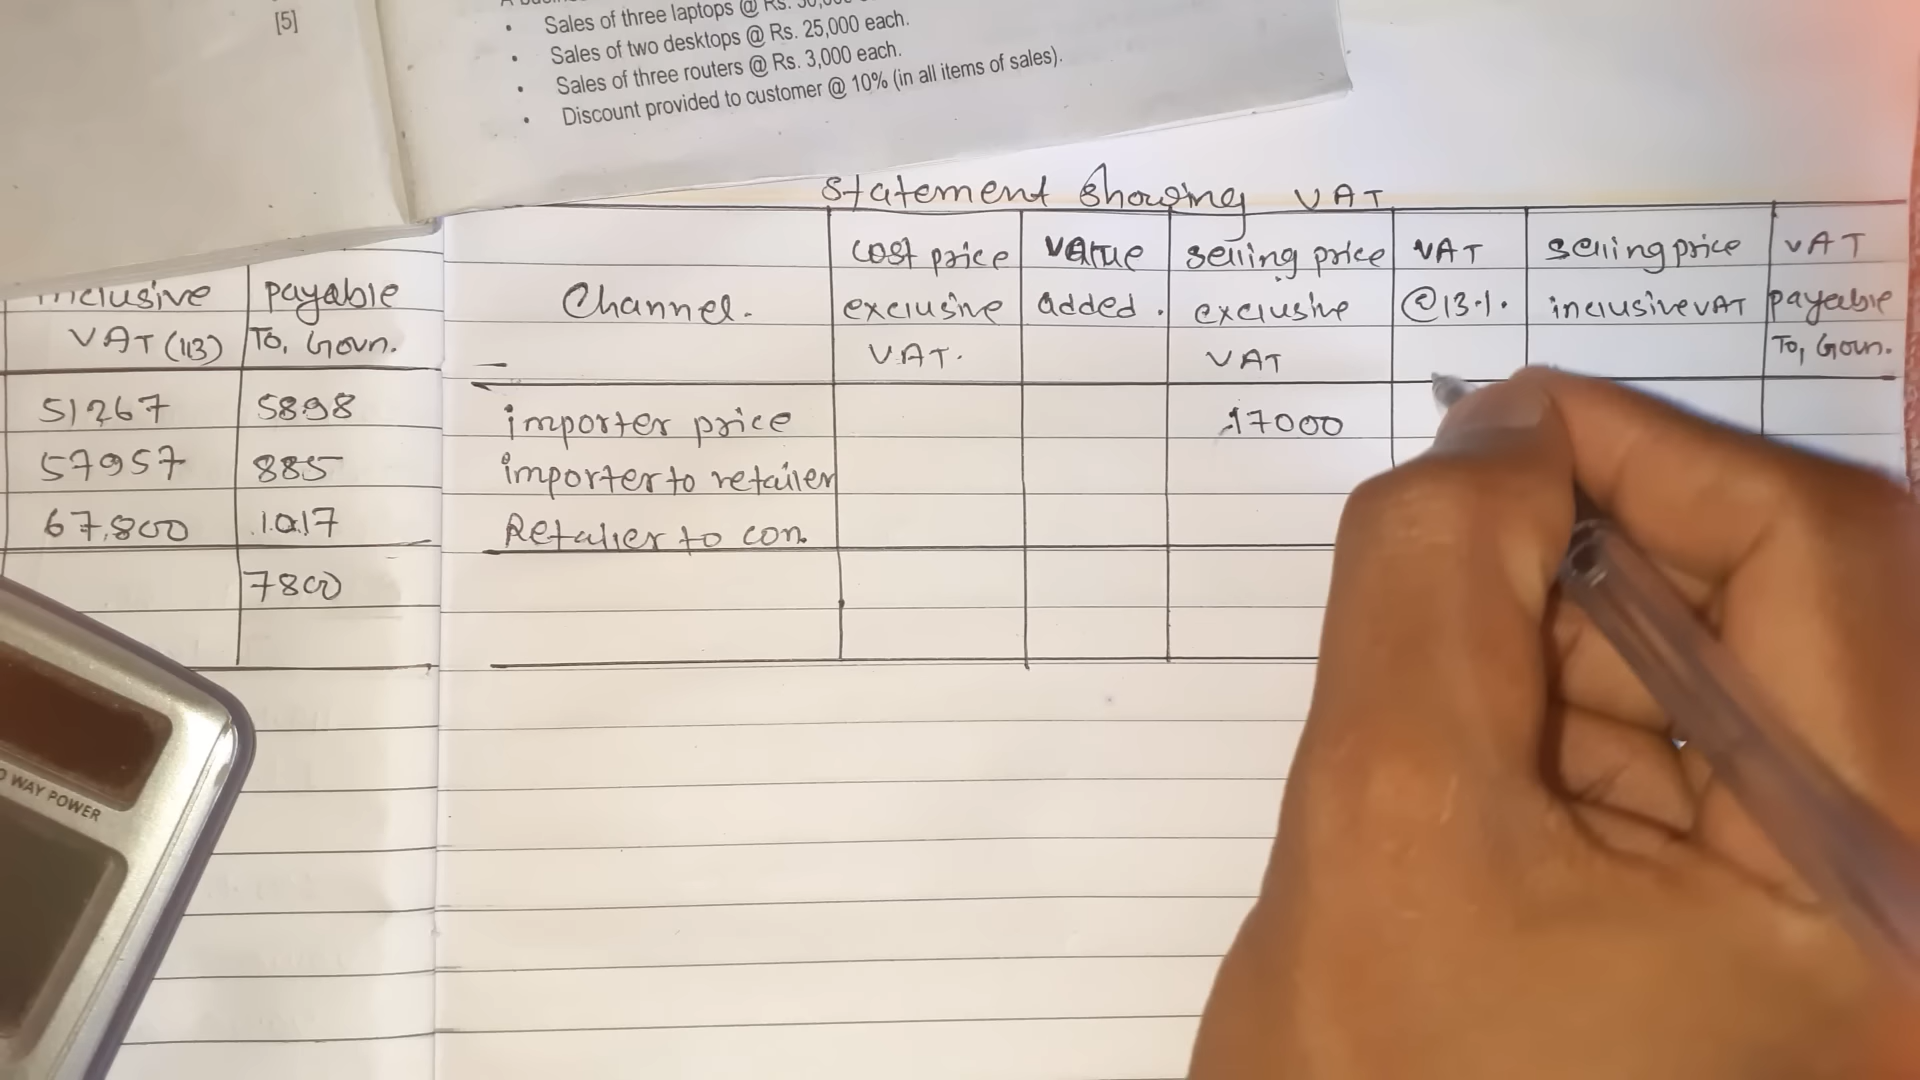 [5]
Sales of three laptops @ Rs.
• Sales of two desktops @ Rs. 25,000 each.
• Sales of three routers @ Rs. 3,000 each.
• Discount provided to customer @ 10% (in all items of sales).
Statement showing VAT
inclusive payable
VAT (113) To, Govn.
51267 5898
57957 885
67,800 1017
7800
Channel.
cost price
exclusive
VAT.
value
added.
selling price
exclusive
VAT
VAT
@13%.
selling price
inclusive VAT
VAT
payable
To, Govn.
importer price 17000
importer to retailer
Retalier to con.
O WAY POWER